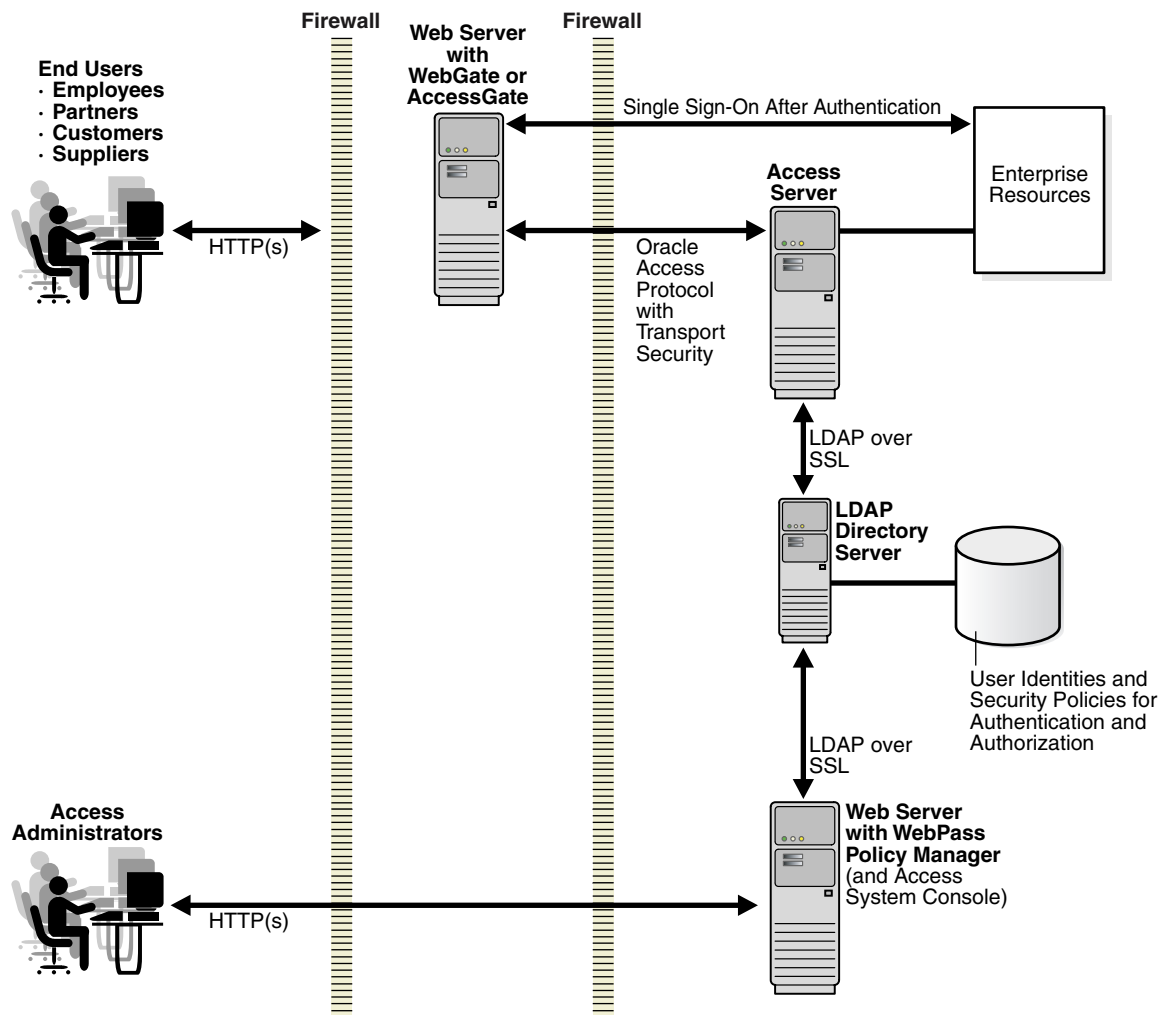 Firewall
Web Server
with
WebGate or
AccessGate
Firewall
End Users
· Employees
· Partners
· Customers
· Suppliers
Single Sign-On After Authentication
Enterprise
Resources
Access
Server
HTTP(s)
Oracle
Access
Protocol
with
Transport
Security
LDAP over
SSL
LDAP
Directory
Server
User Identities and
Security Policies for
Authentication and
Authorization
LDAP over
SSL
Access
Administrators
HTTP(s)
Web Server
with WebPass
Policy Manager
(and Access
System Console)